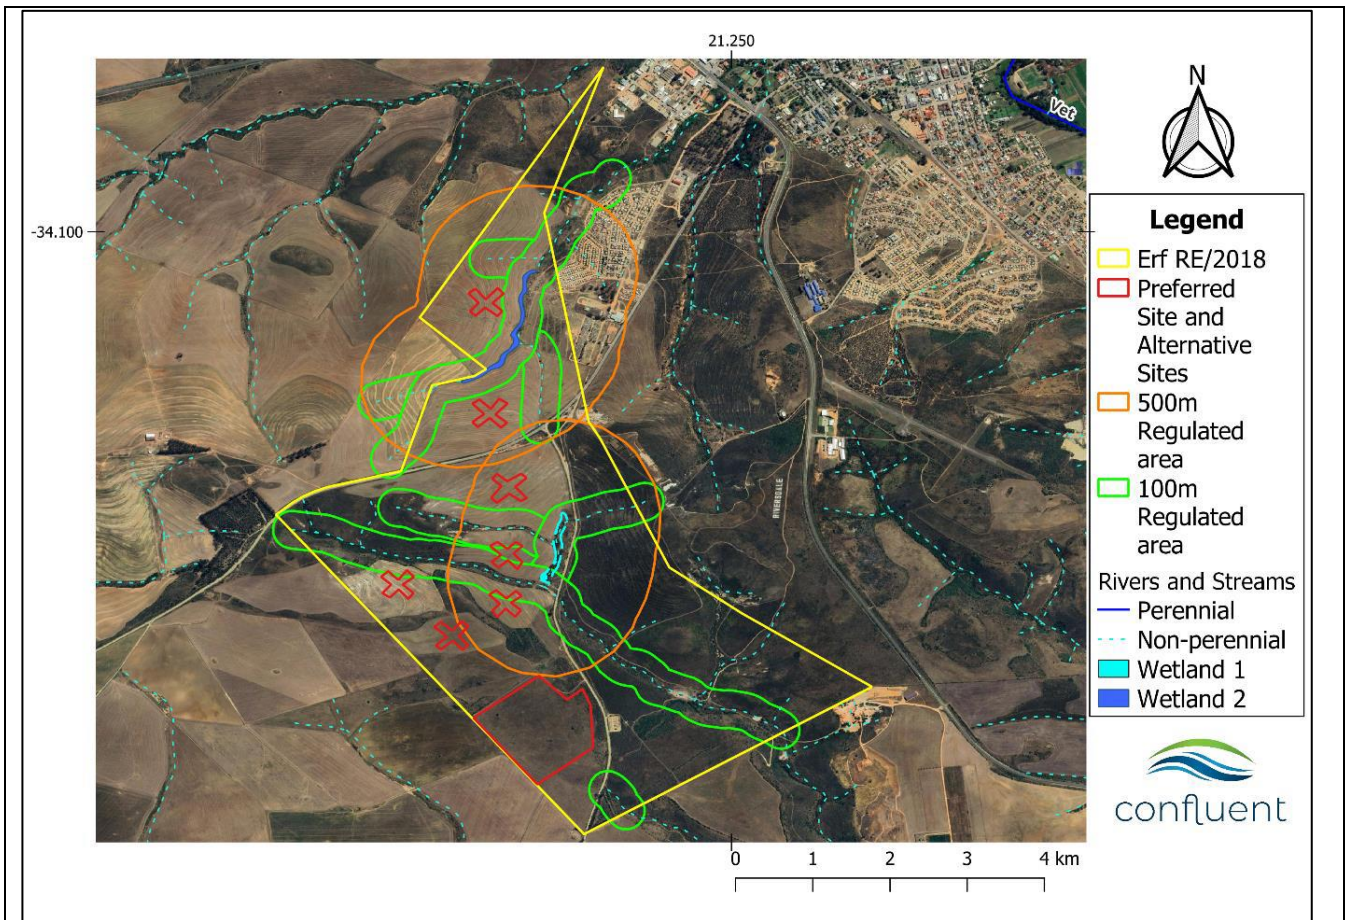 21.250
-34.100
Vet
RIVERSDALE
N
Legend
Erf RE/2018
Preferred
Site and
Alternative
Sites
500m
Regulated
area
100m
Regulated
area
Rivers and Streams
Perennial
Non-perennial
Wetland 1
Wetland 2
confluent
0 1 2 3 4 km